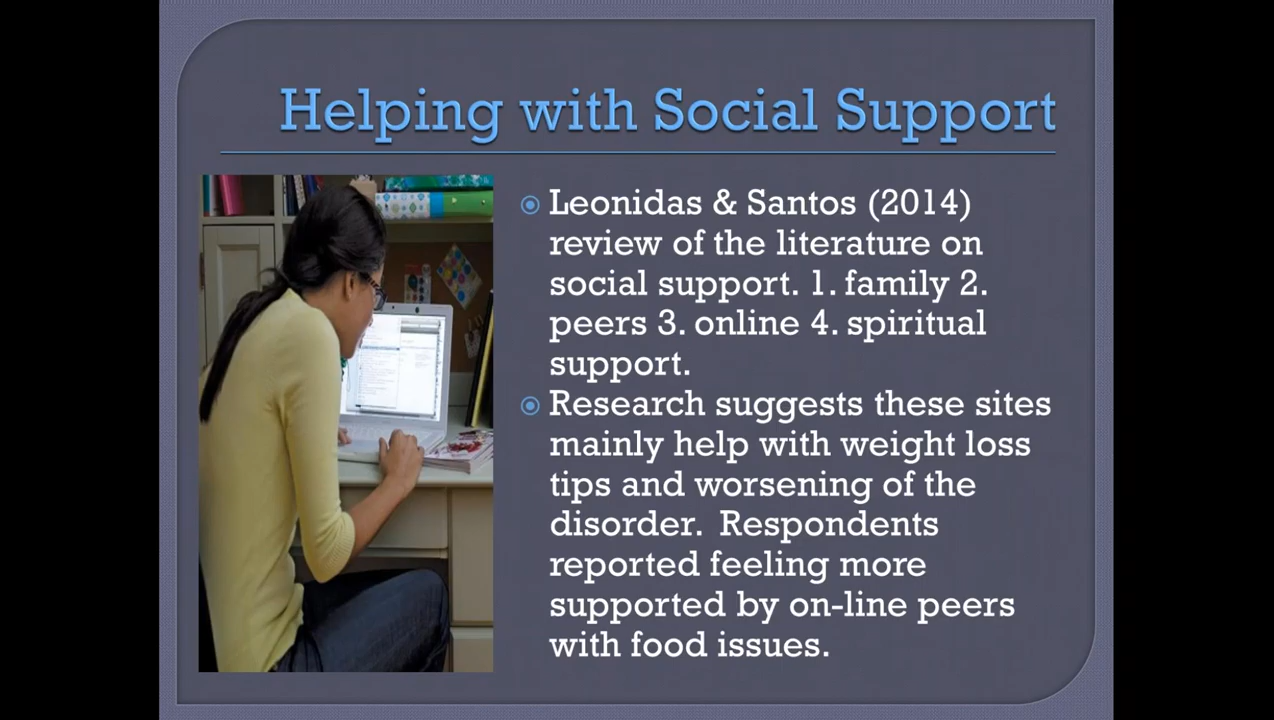 Helping with Social Support
Leonidas & Santos (2014)
review of the literature on
social support. 1. family 2.
peers 3. online 4. spiritual
support.
Research suggests these sites
mainly help with weight loss
tips and worsening of the
disorder.  Respondents
reported feeling more
supported by on-line peers
with food issues.